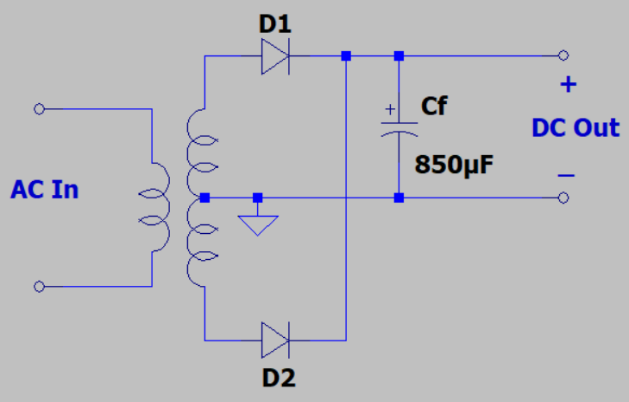 D1
+
Cf
+
DC Out
850µF
–
AC In
D2